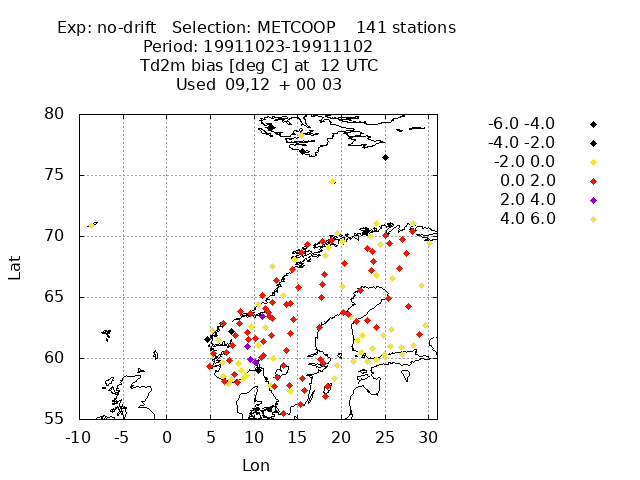 Exp: no-drift Selection: METCOOP 141 stations
Period: 19911023-19911102
Td2m bias [deg C] at 12 UTC
Used 09,12 + 00 03
-6.0 -4.0
-4.0 -2.0
-2.0 0.0
0.0 2.0
2.0 4.0
4.0 6.0
80
75
70
65
60
55
Lat
-10 -5 0 5 10 15 20 25 30
Lon